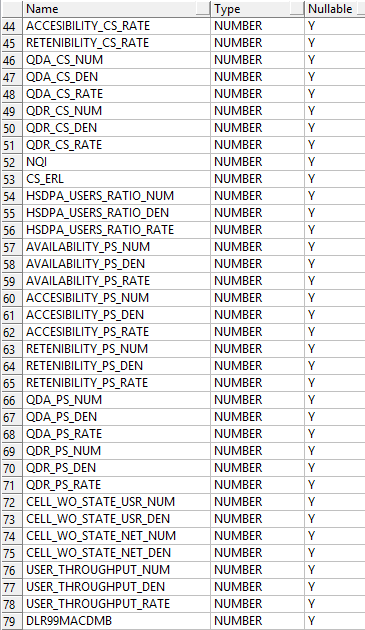 Name Type Nullable
44 ACCESIBILITY_CS_RATE NUMBER Y
45 RETENIBILITY_CS_RATE NUMBER Y
46 QDA_CS_NUM NUMBER Y
47 QDA_CS_DEN NUMBER Y
48 QDA_CS_RATE NUMBER Y
49 QDR_CS_NUM NUMBER Y
50 QDR_CS_DEN NUMBER Y
51 QDR_CS_RATE NUMBER Y
52 NQI NUMBER Y
53 CS_ERL NUMBER Y
54 HSDPA_USERS_RATIO_NUM NUMBER Y
55 HSDPA_USERS_RATIO_DEN NUMBER Y
56 HSDPA_USERS_RATIO_RATE NUMBER Y
57 AVAILABILITY_PS_NUM NUMBER Y
58 AVAILABILITY_PS_DEN NUMBER Y
59 AVAILABILITY_PS_RATE NUMBER Y
60 ACCESIBILITY_PS_NUM NUMBER Y
61 ACCESIBILITY_PS_DEN NUMBER Y
62 ACCESIBILITY_PS_RATE NUMBER Y
63 RETENIBILITY_PS_NUM NUMBER Y
64 RETENIBILITY_PS_DEN NUMBER Y
65 RETENIBILITY_PS_RATE NUMBER Y
66 QDA_PS_NUM NUMBER Y
67 QDA_PS_DEN NUMBER Y
68 QDA_PS_RATE NUMBER Y
69 QDR_PS_NUM NUMBER Y
70 QDR_PS_DEN NUMBER Y
71 QDR_PS_RATE NUMBER Y
72 CELL_WO_STATE_USR_NUM NUMBER Y
73 CELL_WO_STATE_USR_DEN NUMBER Y
74 CELL_WO_STATE_NET_NUM NUMBER Y
75 CELL_WO_STATE_NET_DEN NUMBER Y
76 USER_THROUGHPUT_NUM NUMBER Y
77 USER_THROUGHPUT_DEN NUMBER Y
78 USER_THROUGHPUT_RATE NUMBER Y
79 DLR99MACDMB NUMBER Y